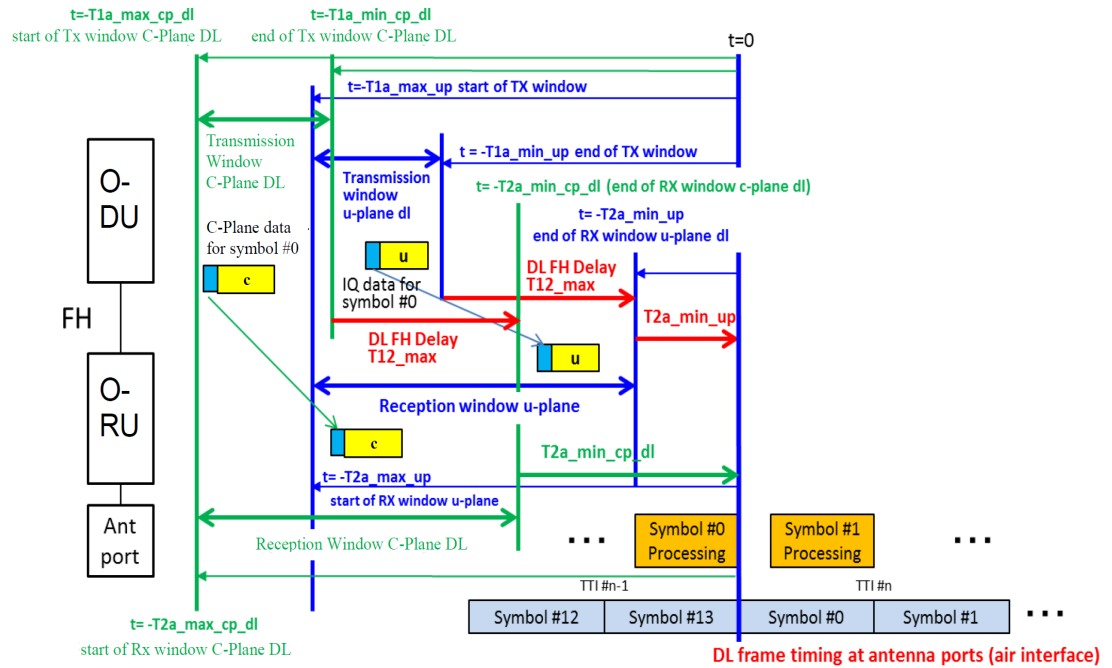 t=-T1a_max_cp_dl
start of Tx window C-Plane DL
t=-T1a_min_cp_dl
end of Tx window C-Plane DL
t=0
t=-T1a_max_up start of TX window
Transmission
Window
C-Plane DL
t = -T1a_min_up end of TX window
Transmission
window
u-plane dl
t= -T2a_min_cp_dl (end of RX window c-plane dl)
t= -T2a_min_up
end of RX window u-plane dl
O-
DU
C-Plane data
for symbol #0
c
u
IQ data for
symbol #0
DL FH Delay
T12_max
T2a_min_up
FH
DL FH Delay
T12_max
u
O-
RU
Reception window u-plane
c
T2a_min_cp_dl
t= -T2a_max_up
start of RX window u-plane
Ant
port
Reception Window C-Plane DL
...
Symbol #0
Processing
Symbol #1
Processing
...
TTI #n-1
TTI #n
Symbol #12
Symbol #13
Symbol #0
Symbol #1
...
t= -T2a_max_cp_dl
start of Rx window C-Plane DL
DL frame timing at antenna ports (air interface)